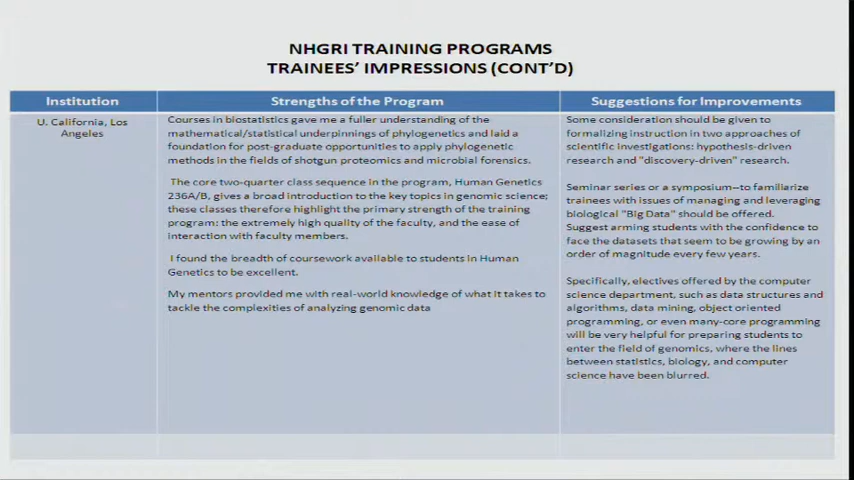 NHGRI TRAINING PROGRAMS
TRAINEES' IMPRESSIONS (CONT'D)
Institution
Strengths of the Program
Suggestions for Improvements
U. California, Los
Angeles
Courses in biostatistics gave me a fuller understanding of the
mathematical/statistical underpinnings of phylogenetics and laid a
foundation for post-graduate opportunities to apply phylogenetic
methods in the fields of shotgun proteomics and microbial forensics.
The core two-quarter class sequence in the program, Human Genetics
236A/B, gives a broad introduction to the key topics in genomic science;
these classes therefore highlight the primary strength of the training
program: the extremely high quality of the faculty, and the ease of
interaction with faculty members.
I found the breadth of coursework available to students in Human
Genetics to be excellent.
My mentors provided me with real-world knowledge of what it takes to
tackle the complexities of analyzing genomic data
Some consideration should be given to
formalizing instruction in two approaches of
scientific investigations: hypothesis-driven
research and "discovery-driven" research.
Seminar series or a symposium--to familiarize
trainees with issues of managing and leveraging
biological "Big Data" should be offered.
Suggest arming students with the confidence to
face the datasets that seem to be growing by an
order of magnitude every few years.
Specifically, electives offered by the computer
science department, such as data structures and
algorithms, data mining, object oriented
programming, or even many-core programming
will be very helpful for preparing students to
enter the field of genomics, where the lines
between statistics, biology, and computer
science have been blurred.